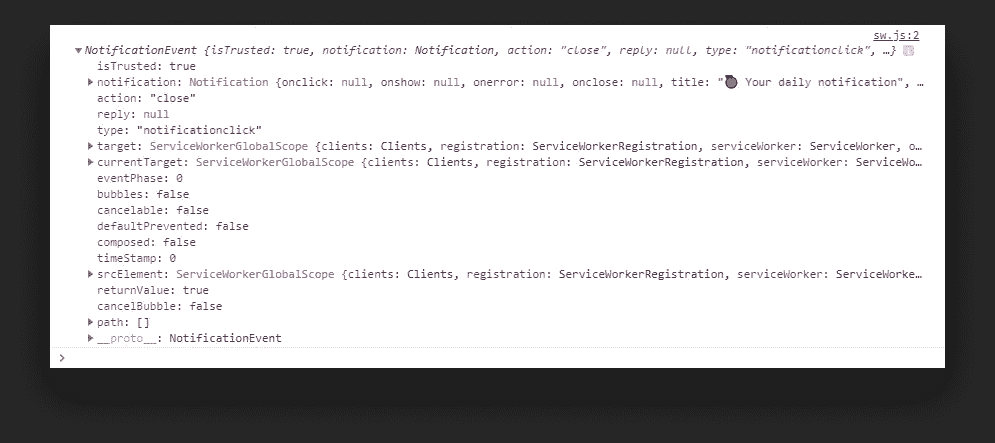 sw.js:2
NotificationEvent {isTrusted: true, notification: Notification, action: "close", reply: null, type: "notificationclick", …}
isTrusted: true
notification: Notification {onclick: null, onshow: null, onerror: null, onclose: null, title: "💣 Your daily notification", …
action: "close"
reply: null
type: "notificationclick"
target: ServiceWorkerGlobalScope {clients: Clients, registration: ServiceWorkerRegistration, serviceWorker: ServiceWorker, o…
currentTarget: ServiceWorkerGlobalScope {clients: Clients, registration: ServiceWorkerRegistration, serviceWorker: ServiceWo…
eventPhase: 0
bubbles: false
cancelable: false
defaultPrevented: false
composed: false
timeStamp: 0
srcElement: ServiceWorkerGlobalScope {clients: Clients, registration: ServiceWorkerRegistration, serviceWorker: ServiceWorke…
returnValue: true
cancelBubble: false
path: []
__proto__: NotificationEvent